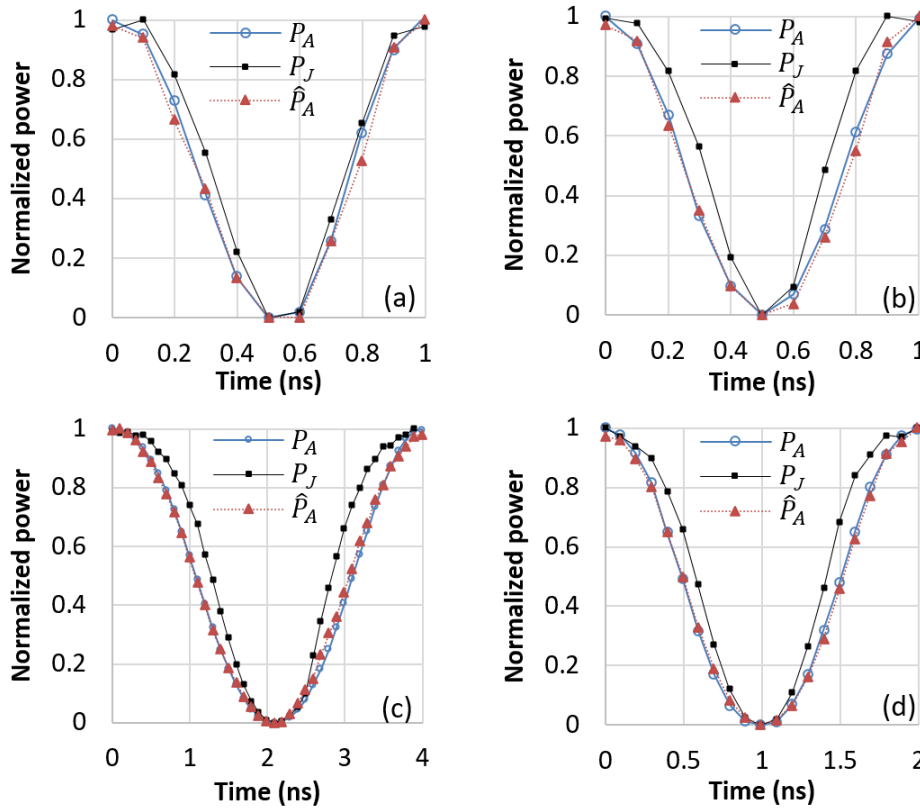 1
0.8
0.6
0.4
0.2
0
Normalized power
P_A
P_J
P̂_A
(a)
0 0.2 0.4 0.6 0.8 1
Time (ns)
1
0.8
0.6
0.4
0.2
0
Normalized power
P_A
P_J
P̂_A
(b)
0 0.2 0.4 0.6 0.8 1
Time (ns)
1
0.8
0.6
0.4
0.2
0
Normalized power
P_A
P_J
P̂_A
(c)
0 1 2 3 4
Time (ns)
1
0.8
0.6
0.4
0.2
0
Normalized power
P_A
P_J
P̂_A
(d)
0 0.5 1 1.5 2
Time (ns)